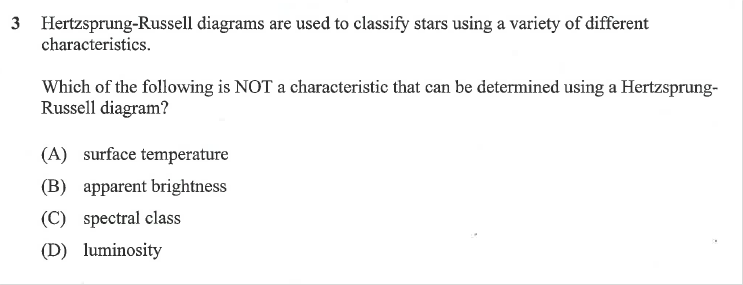 3 Hertzsprung-Russell diagrams are used to classify stars using a variety of different
characteristics.
Which of the following is NOT a characteristic that can be determined using a Hertzsprung-
Russell diagram?
(A) surface temperature
(B) apparent brightness
(C) spectral class
(D) luminosity